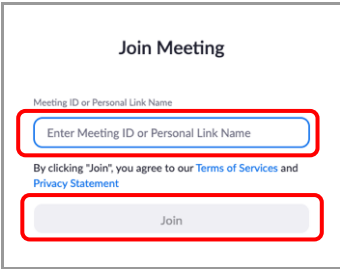 Join Meeting
Meeting ID or Personal Link Name
Enter Meeting ID or Personal Link Name
By clicking "Join", you agree to our Terms of Services and
Privacy Statement
Join